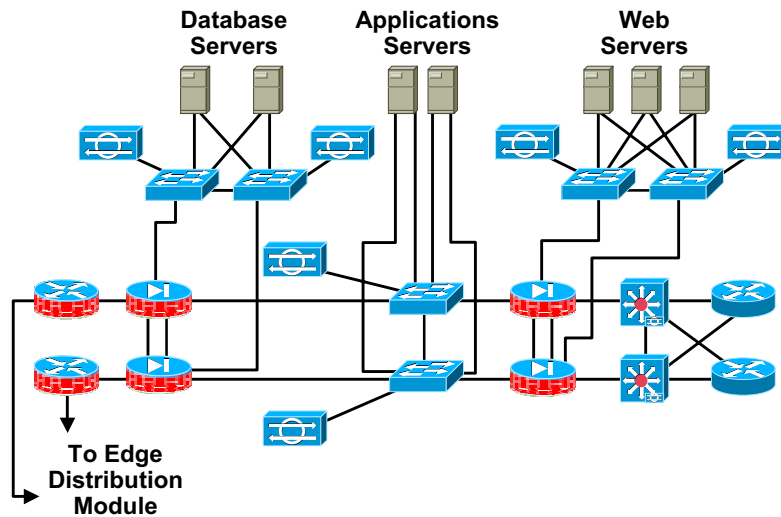 Database
Servers
Applications
Servers
Web
Servers
To Edge
Distribution
Module